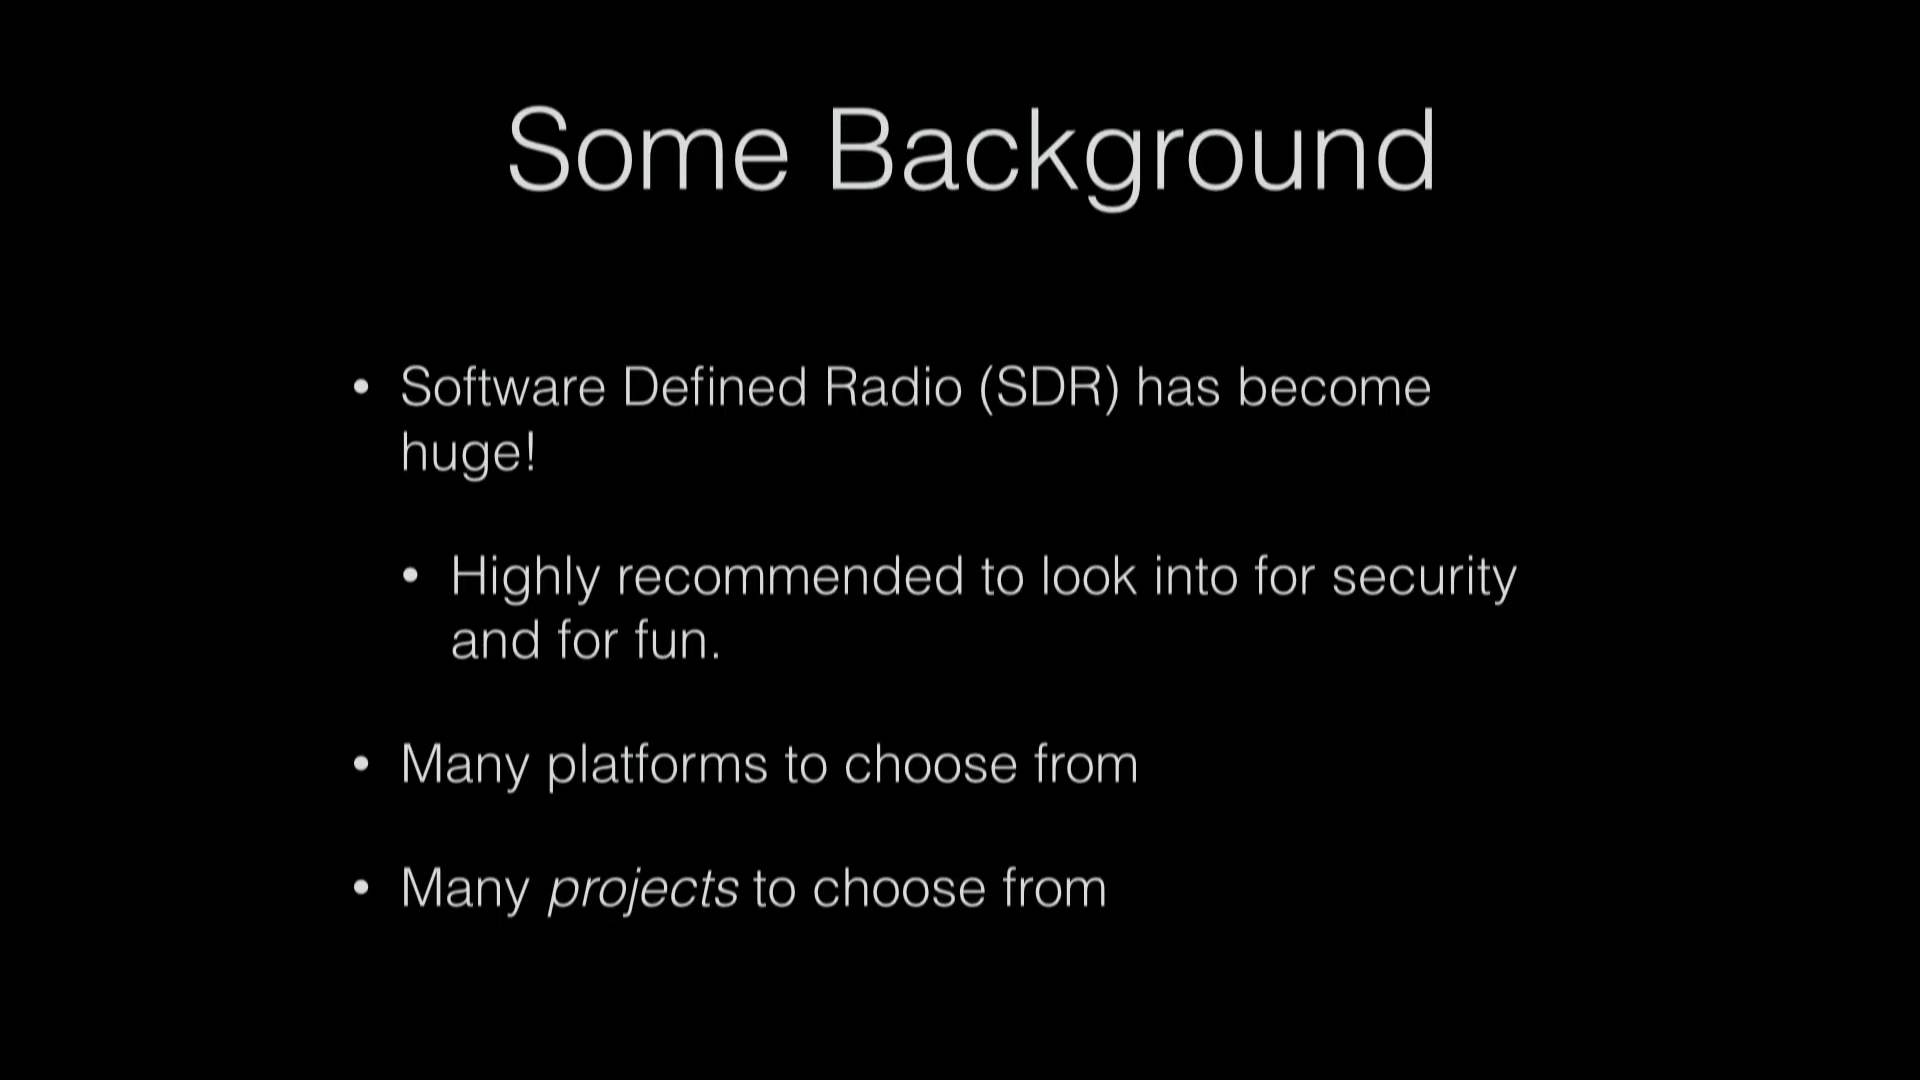 Some Background
• Software Defined Radio (SDR) has become
huge!
• Highly recommended to look into for security
and for fun.
• Many platforms to choose from
• Many projects to choose from